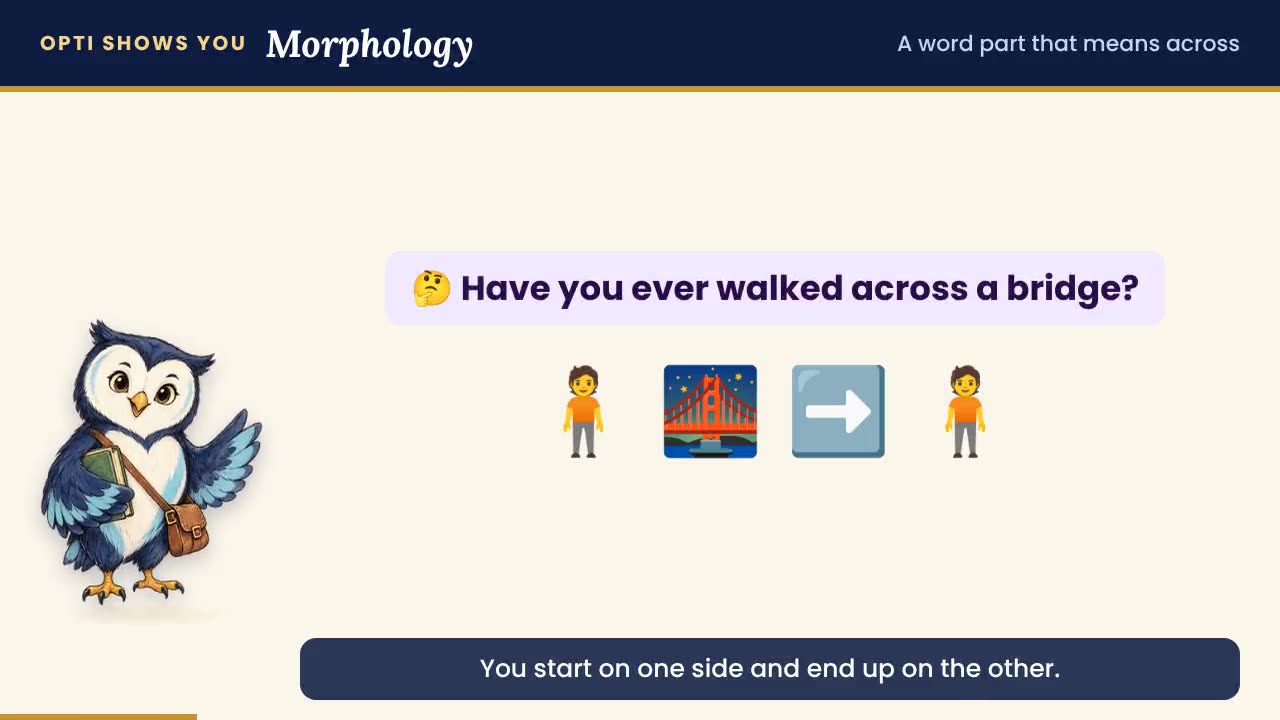 OPTI SHOWS YOU Morphology
A word part that means across
🤔 Have you ever walked across a bridge?
You start on one side and end up on the other.